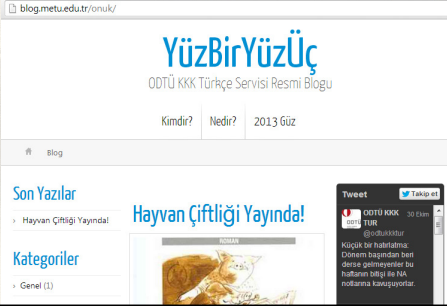 blog.metu.edu.tr/onuk/
YüzBirYüzÜç
ODTÜ KKK Türkçe Servisi Resmi Blogu
Kimdir?
Nedir?
2013 Güz
Blog
Son Yazılar
Hayvan Çiftliği Yayında!
Kategoriler
Genel (1)
Hayvan Çiftliği Yayında!
ROMAN
Tweet
Takip et
ODTÜ KKK TUR
30 Ekim
@odtukkktur
Küçük bir hatırlatma:
Dönem başından beri
derse gelmeyenler bu
haftanın bitişi ile NA
notlarına kavuşuyorlar.